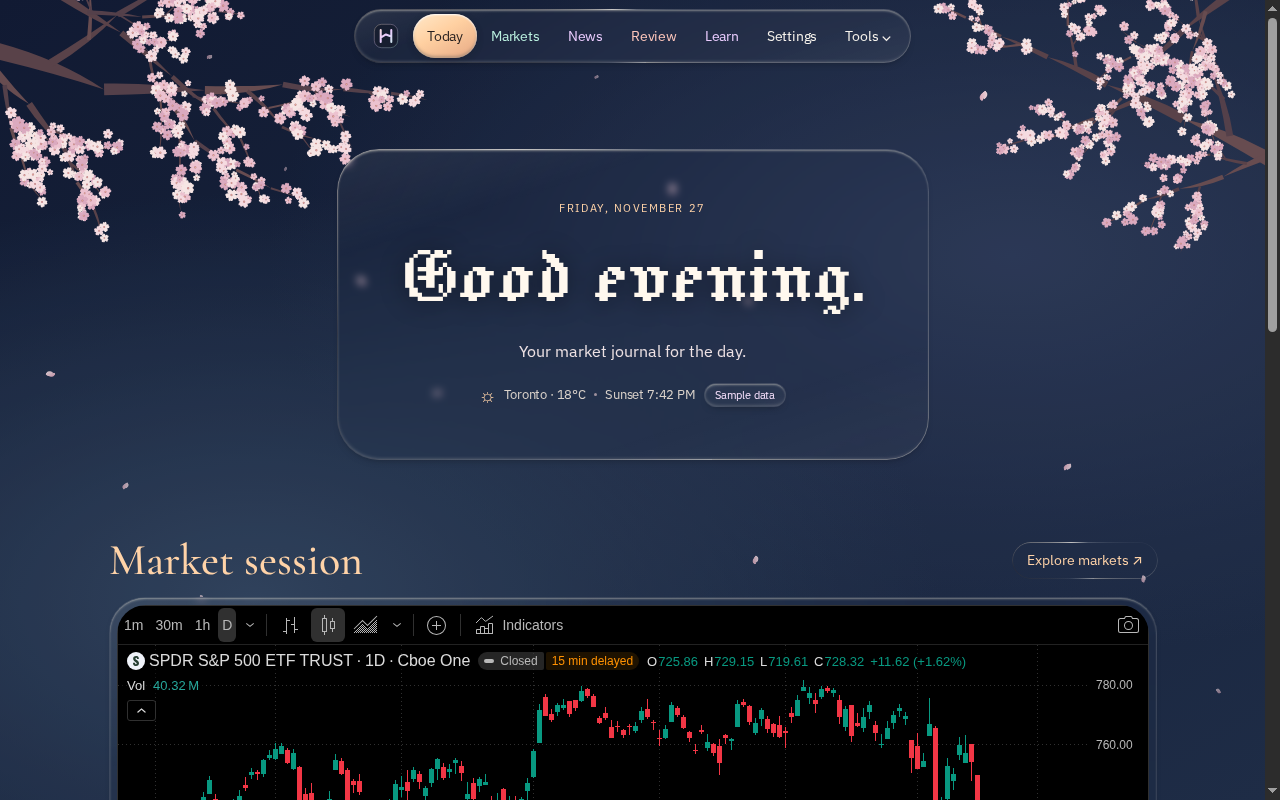 Today Markets News Review Learn Settings Tools
FRIDAY, NOVEMBER 27
Good evening.
Your market journal for the day.
Toronto · 18°C • Sunset 7:42 PM Sample data
Market session
Explore markets ↗
1m 30m 1h D Indicators
SPDR S&P 500 ETF TRUST · 1D · Cboe One Closed 15 min delayed O725.86 H729.15 L719.61 C728.32 +11.62 (+1.62%)
Vol 40.32 M
780.00
760.00